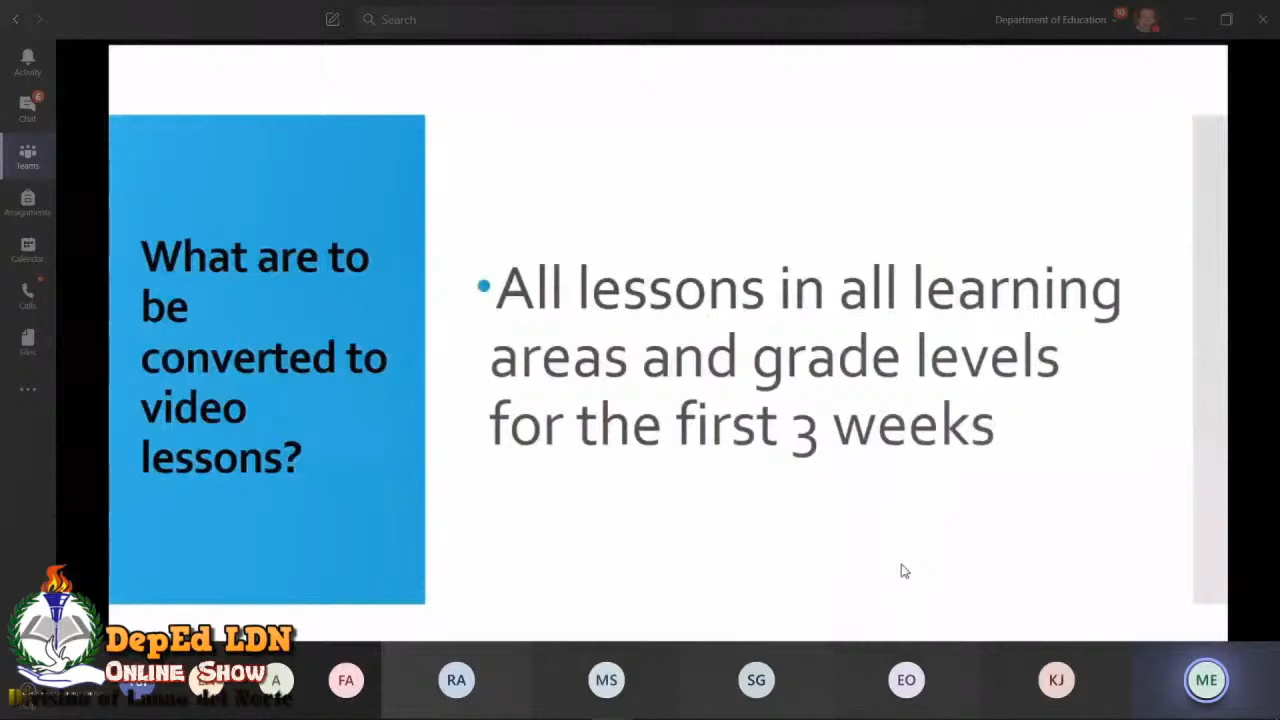 Search
Department of Education
10
Activity
6
Chat
Teams
Assignments
Calendar
Calls
Files
What are to
be
converted to
video
lessons?
•All lessons in all learning
areas and grade levels
for the first 3 weeks
DepEd LDN
Online Show
Division of Lanao del Norte
A
FA
RA
MS
SG
EO
KJ
ME